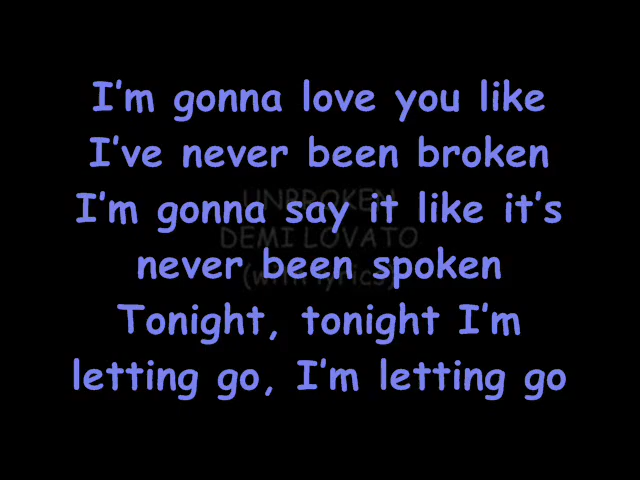 I'm gonna love you like
I've never been broken
I'm gonna say it like it's
never been spoken
Tonight, tonight I'm
letting go, I'm letting go
UNBROKEN
DEMI LOVATO
(with lyrics)